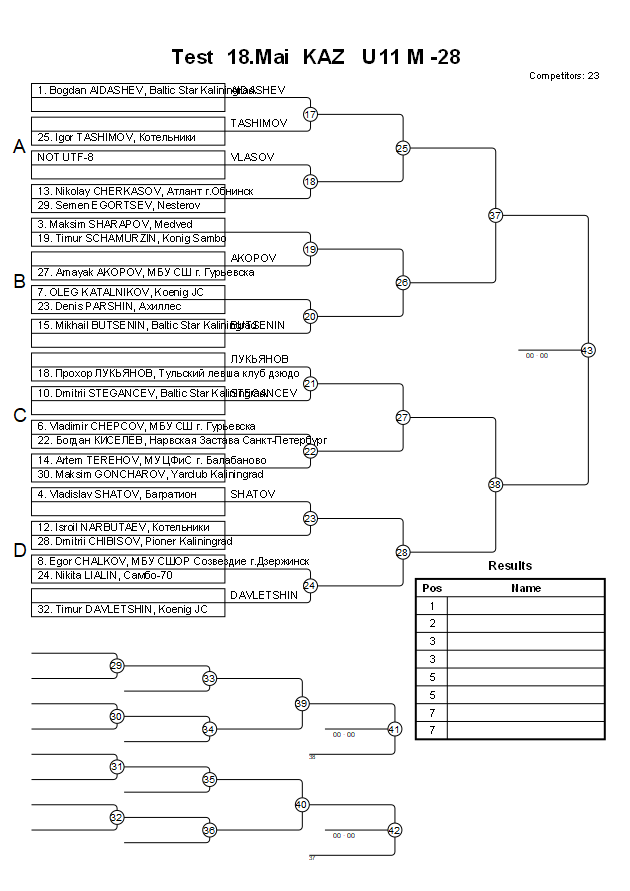 Test 18.Mai KAZ U11 M -28
Competitors: 23
1. Bogdan AIDASHEV, Baltic Star Kaliningrad
AIDASHEV
17
TASHIMOV
25. Igor TASHIMOV, Котельники
A
25
NOT UTF-8
VLASOV
18
13. Nikolay CHERKASOV, Атлант г.Обнинск
29. Semen EGORTSEV, Nesterov
37
3. Maksim SHARAPOV, Medved
19. Timur SCHAMURZIN, Konig Sambo
19
АКОПОВ
27. Amayak AKOPOV, МБУ СШ г. Гурьевска
B
26
7. OLEG KATALNIKOV, Koenig JC
23. Denis PARSHIN, Ахиллес
20
15. Mikhail BUTSENIN, Baltic Star Kaliningrad
BUTSENIN
43
00 00
ЛУКЬЯНОВ
18. Прохор ЛУКЬЯНОВ, Тульский левша клуб дзюдо
21
10. Dmitrii STEGANCEV, Baltic Star Kaliningrad
STEGANCEV
C
27
6. Vladimir CHEPCOV, МБУ СШ г. Гурьевска
22. Богдан КИСЕЛЕВ, Нарвская Застава Санкт-Петербург
22
14. Artem TEREHOV, МУ ЦФиС г. Балабаново
30. Maksim GONCHAROV, Yarclub Kaliningrad
38
4. Vladislav SHATOV, Багратион
SHATOV
23
12. Isroil NARBUTAEV, Котельники
28. Dmitrii CHIBISOV, Pioner Kaliningrad
D
28
8. Egor CHALKOV, МБУ СШОР Созвездие г.Дзержинск
24. Nikita LIALIN, Самбо-70
24
DAVLETSHIN
32. Timur DAVLETSHIN, Koenig JC
Results
Pos Name
1
2
3
3
5
5
7
7
29
33
39
30
34
41
00 00
38
31
35
40
32
36
42
00 00
37